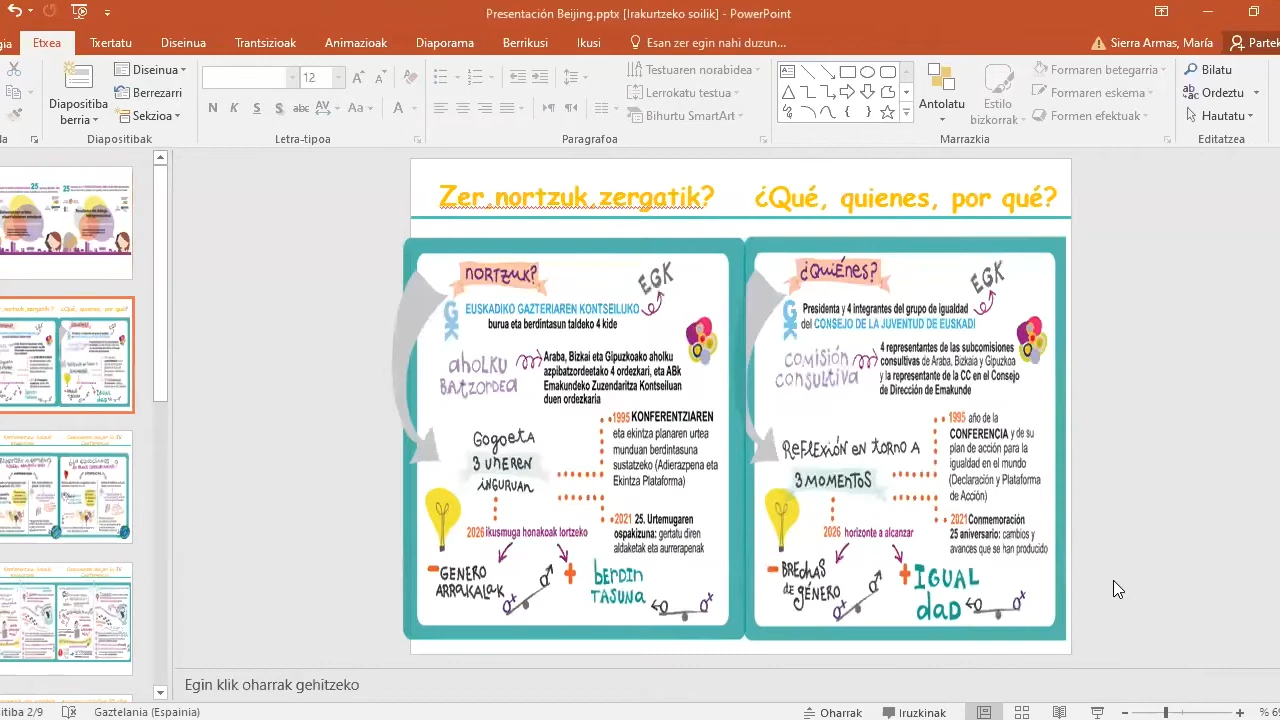 Presentación Beijing.pptx [Irakurtzeko soilik] - PowerPoint
Etxea Txertatu Diseinua Trantsizioak Animazioak Diaporama Berrikusi Ikusi Esan zer egin nahi duzun... Sierra Armas, María
Diapositiba berria
Diseinua
Berrezarri
Sekzioa
Diapositibak
12
N K S S abc AV Aa A
Letra-tipoa
Testuaren norabidea
Lerrokatu testua
Bihurtu SmartArt
Paragrafoa
Antolatu
Estilo bizkorrak
Formaren betegarria
Formaren eskema
Formen efektuak
Marrazkia
Bilatu
Ordeztu
Hautatu
Editatzea
Zer,nortzuk,zergatik?
¿Qué, quienes, por qué?
NORTZUK?
EGK
EUSKADIKO GAZTERIAREN KONTSEILUKO
burua eta berdintasun taldeko 4 kide
aholku
BATZORDEA
Araba, Bizkai eta Gipuzkoako aholku
azpibatzordeetako 4 ordezkari, eta ABk
Emakundeko Zuzendaritza Kontseiluan
duen ordezkaria
1995 KONFERENTZIAREN
eta ekintza planaren urtea
munduan berdintasuna
sustatzeko (Adierazpena eta
Ekintza Plataforma)
Gogoeta
3 UNEREN
iNGURUAN
2021 25. Urtemugaren
ospakizuna: gertatu diren
aldaketak eta aurrerapenak
2026 ikusmuga honakoak lortzeko
- GENERO
ARRAKALAK
+ bERDIN
TASUNA
¿QUIÉNES?
EGK
Presidenta y 4 integrantes del grupo de igualdad
del CONSEJO DE LA JUVENTUD DE EUSKADI
comisión
consultiva
4 representantes de las subcomisiones
consultivas de Araba, Bizkaia y Gipuzkoa
y la representante de la CC en el Consejo
de Dirección de Emakunde
1995 año de la
CONFERENCIA y de su
plan de acción para la
igualdad en el mundo
(Declaración y Plataforma
de Acción)
REFLEXIÓN EN TORNO A
3 MOMENTOS
2021 Conmemoración
25 aniversario: cambios y
avances que se han producido
2026 horizonte a alcanzar
- BRECHAS
DE GÉNERO
+ IGUAL
dad
Egin klik oharrak gehitzeko
itiba 2/9 Gaztelania (Espainia) Oharrak Iruzkinak